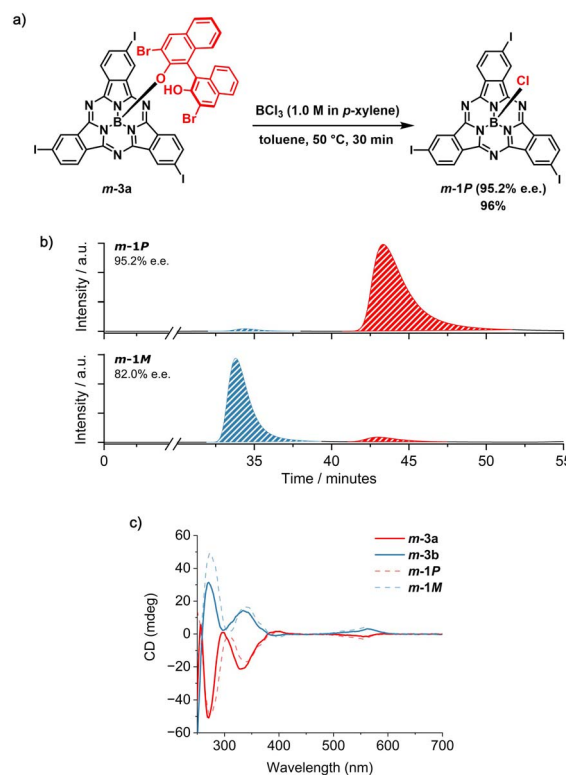 a)
I
Br
O
HO
Br
N
N
N
N
B
N
N
N
I
I
m-3a
BCl₃ (1.0 M in p-xylene)
toluene, 50 °C, 30 min
I
Cl
N
N
N
N
B
N
N
N
I
I
m-1P (95.2% e.e.)
96%
b)
Intensity / a.u.
m-1P
95.2% e.e.
Intensity / a.u.
m-1M
82.0% e.e.
0 35 40 45 50 55
Time / minutes
c)
CD (mdeg)
60
40
20
0
−20
−40
−60
m-3a
m-3b
m-1P
m-1M
300 400 500 600 700
Wavelength (nm)